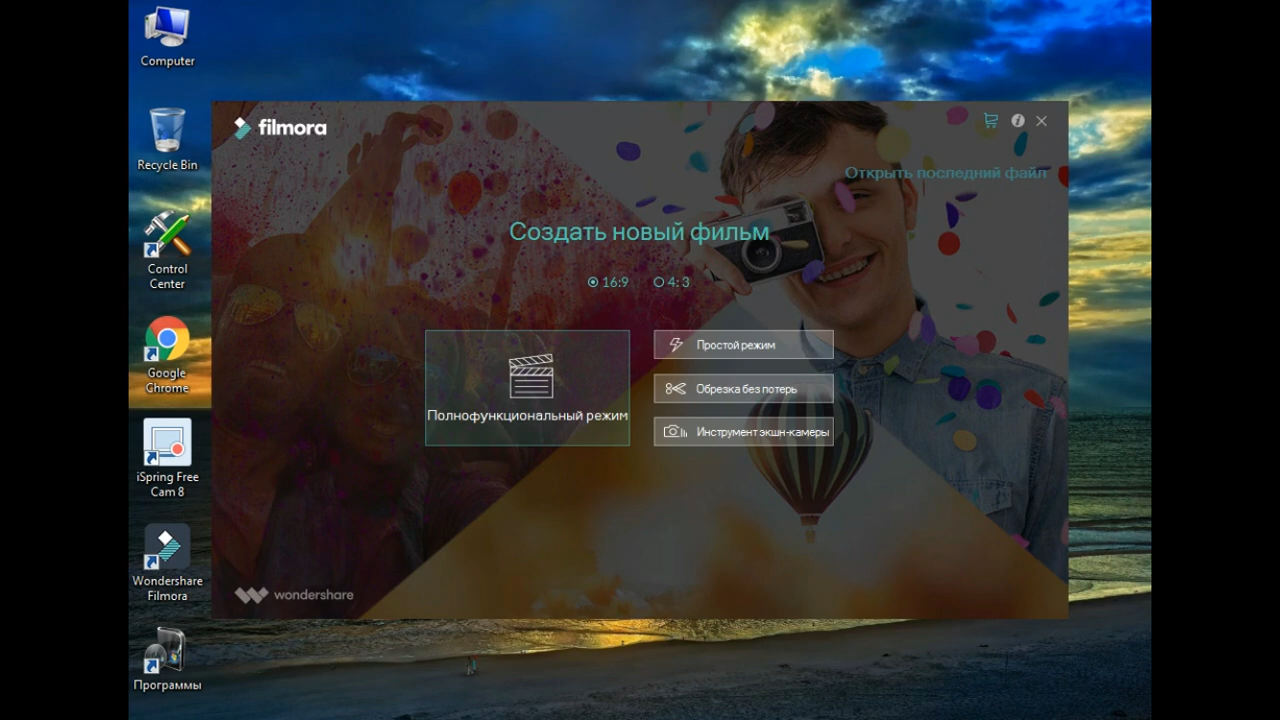 Computer
Recycle Bin
Control
Center
Google
Chrome
iSpring Free
Cam 8
Wondershare
Filmora
Программы
filmora
Открыть последний файл
Создать новый фильм
16:9
4:3
Полнофункциональный режим
Простой режим
Обрезка без потерь
Инструмент экшн-камеры
wondershare